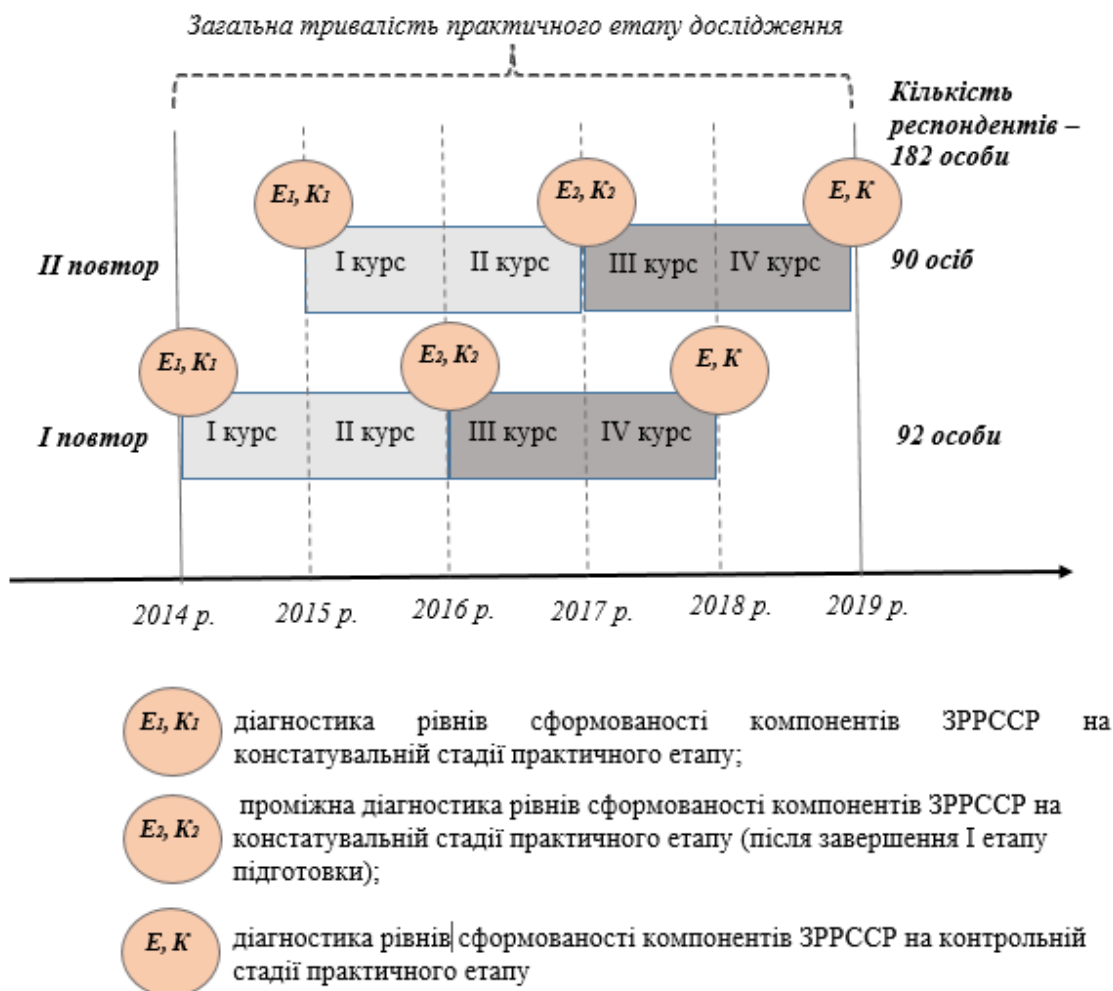 Загальна тривалість практичного етапу дослідження
Кількість
респондентів –
182 особи
Е1, К1
Е2, К2
Е, К
ІІ повтор
І курс
ІІ курс
ІІІ курс
IV курс
90 осіб
Е1, К1
Е2, К2
Е, К
І повтор
І курс
ІІ курс
ІІІ курс
IV курс
92 особи
2014 р.
2015 р.
2016 р.
2017 р.
2018 р.
2019 р.
Е1, К1
діагностика рівнів сформованості компонентів ЗРРССР на
констатувальній стадії практичного етапу;
Е2, К2
проміжна діагностика рівнів сформованості компонентів ЗРРССР на
констатувальній стадії практичного етапу (після завершення І етапу
підготовки);
Е, К
діагностика рівнів сформованості компонентів ЗРРССР на контрольній
стадії практичного етапу